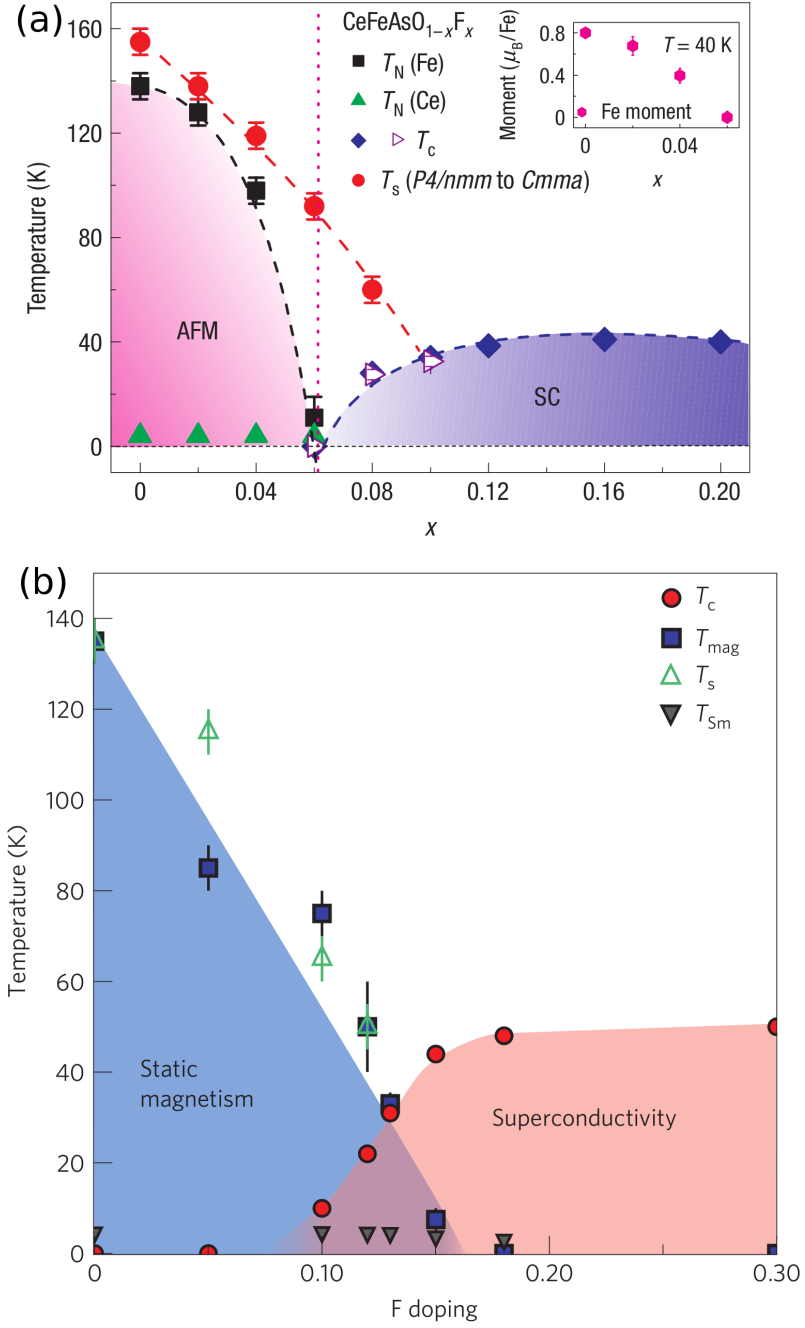 (a)
160
120
80
40
0
Temperature (K)
0 0.04 0.08 0.12 0.16 0.20
x
CeFeAsO1−xFx
TN (Fe)
TN (Ce)
Tc
Ts (P4/nmm to Cmma)
AFM
SC
Moment (μB/Fe)
0.8
0.4
0
T = 40 K
Fe moment
0 0.04
x
(b)
140
120
100
80
60
40
20
0
Temperature (K)
Tc
Tmag
Ts
TSm
Static
magnetism
Superconductivity
0 0.10 0.20 0.30
F doping